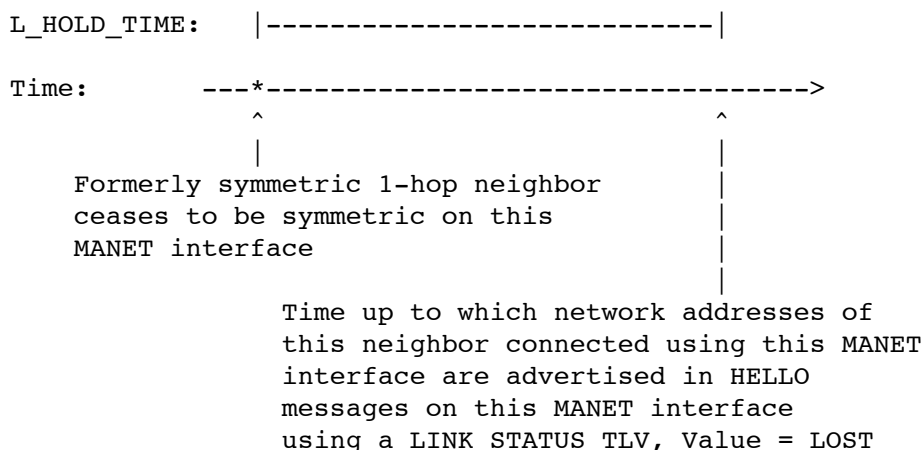 L_HOLD_TIME:   |----------------------------|
Time:       ---*---------------------------------->
^                            ^
|                            |
Formerly symmetric 1-hop neighbor       |
ceases to be symmetric on this          |
MANET interface                         |
|
Time up to which network addresses of
this neighbor connected using this MANET
interface are advertised in HELLO
messages on this MANET interface
using a LINK_STATUS TLV, Value = LOST